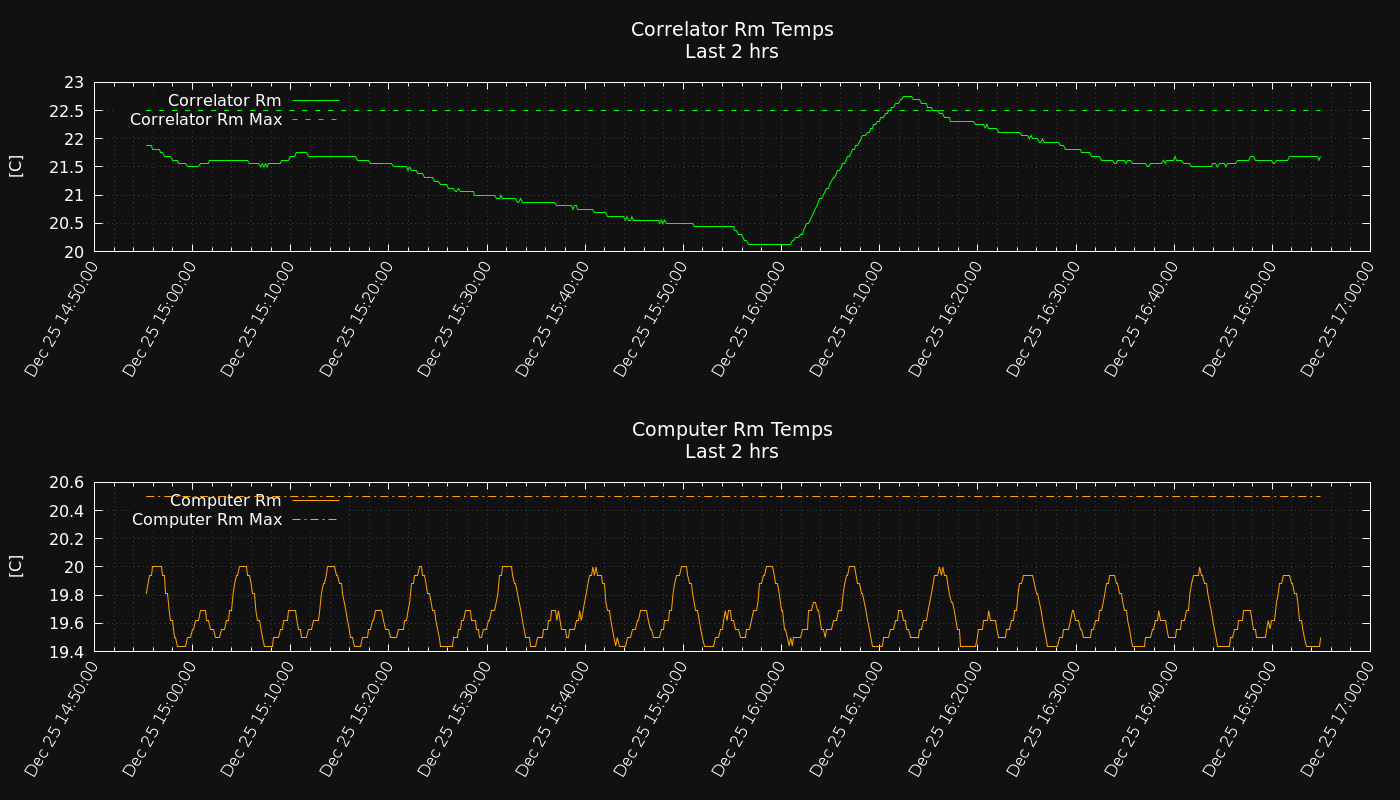 Correlator Rm Temps
Last 2 hrs
23
22.5
22
21.5
21
20.5
20
[C]
Correlator Rm
Correlator Rm Max
Dec 25 14:50:00
Dec 25 15:00:00
Dec 25 15:10:00
Dec 25 15:20:00
Dec 25 15:30:00
Dec 25 15:40:00
Dec 25 15:50:00
Dec 25 16:00:00
Dec 25 16:10:00
Dec 25 16:20:00
Dec 25 16:30:00
Dec 25 16:40:00
Dec 25 16:50:00
Dec 25 17:00:00
Computer Rm Temps
Last 2 hrs
20.6
20.4
20.2
20
19.8
19.6
19.4
[C]
Computer Rm
Computer Rm Max
Dec 25 14:50:00
Dec 25 15:00:00
Dec 25 15:10:00
Dec 25 15:20:00
Dec 25 15:30:00
Dec 25 15:40:00
Dec 25 15:50:00
Dec 25 16:00:00
Dec 25 16:10:00
Dec 25 16:20:00
Dec 25 16:30:00
Dec 25 16:40:00
Dec 25 16:50:00
Dec 25 17:00:00